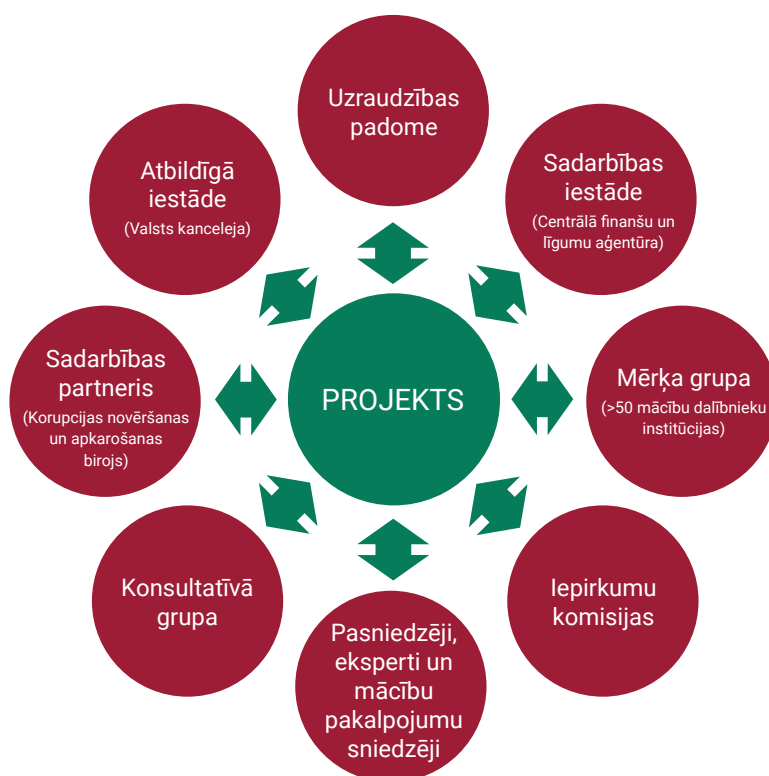 Uzraudzības
padome
Sadarbības
iestāde
(Centrālā finanšu un
līgumu aģentūra)
Mērķa grupa
(>50 mācību dalībnieku
institūcijas)
Iepirkumu
komisijas
Pasniedzēji,
eksperti un
mācību
pakalpojumu
sniedzēji
Konsultatīvā
grupa
Sadarbības
partneris
(Korupcijas novēršanas
un apkarošanas
birojs)
Atbildīgā
iestāde
(Valsts kanceleja)
PROJEKTS